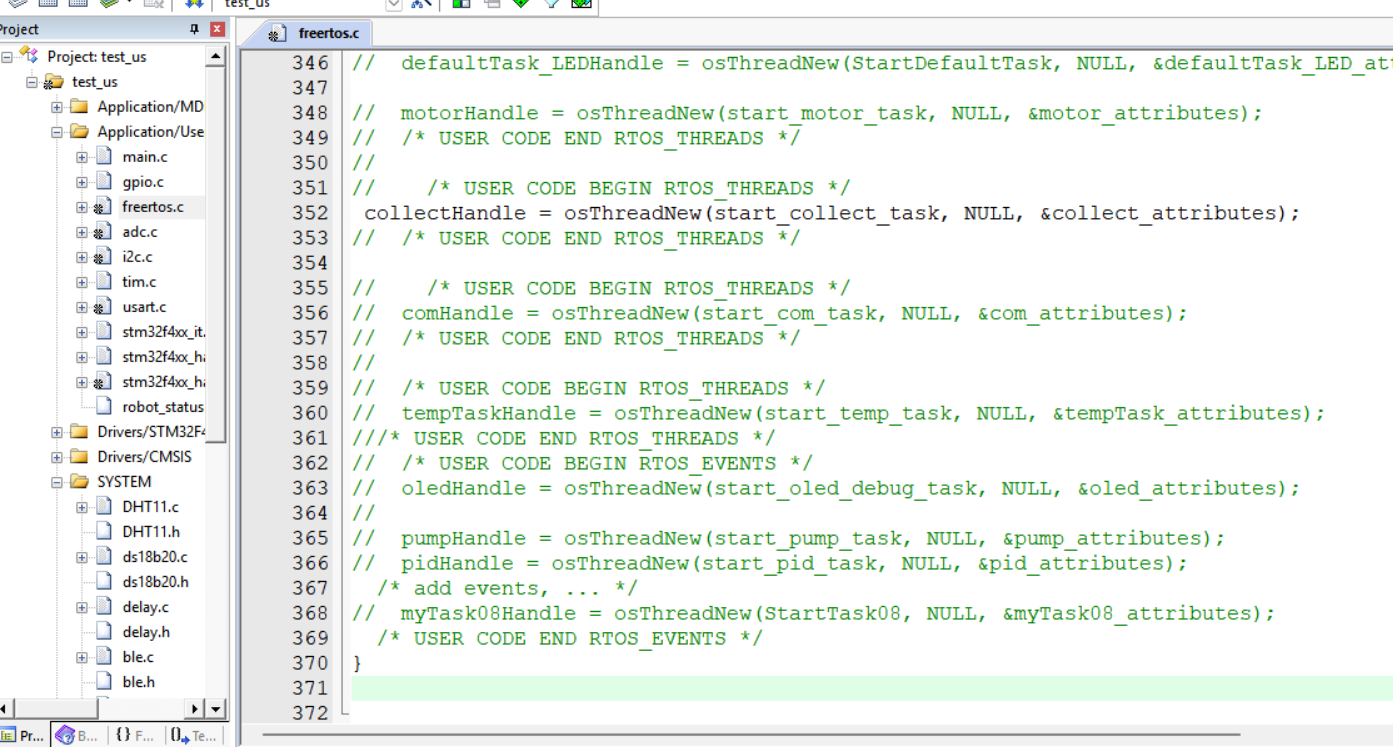 test_us
Project
Project: test_us
test_us
Application/MD
Application/Use
main.c
gpio.c
freertos.c
adc.c
i2c.c
tim.c
usart.c
stm32f4xx_it.
stm32f4xx_ha
stm32f4xx_ha
robot_status
Drivers/STM32F4
Drivers/CMSIS
SYSTEM
DHT11.c
DHT11.h
ds18b20.c
ds18b20.h
delay.c
delay.h
ble.c
ble.h
Pr...
B...
{} F...
Te...
freertos.c
346 //  defaultTask_LEDHandle = osThreadNew(StartDefaultTask, NULL, &defaultTask_LED_att
347
348 //  motorHandle = osThreadNew(start_motor_task, NULL, &motor_attributes);
349 //  /* USER CODE END RTOS_THREADS */
350 //
351 //    /* USER CODE BEGIN RTOS_THREADS */
352  collectHandle = osThreadNew(start_collect_task, NULL, &collect_attributes);
353 //  /* USER CODE END RTOS_THREADS */
354
355 //    /* USER CODE BEGIN RTOS_THREADS */
356 //  comHandle = osThreadNew(start_com_task, NULL, &com_attributes);
357 //  /* USER CODE END RTOS_THREADS */
358 //
359 //  /* USER CODE BEGIN RTOS_THREADS */
360 //  tempTaskHandle = osThreadNew(start_temp_task, NULL, &tempTask_attributes);
361 ///* USER CODE END RTOS_THREADS */
362 //  /* USER CODE BEGIN RTOS_EVENTS */
363 //  oledHandle = osThreadNew(start_oled_debug_task, NULL, &oled_attributes);
364 //
365 //  pumpHandle = osThreadNew(start_pump_task, NULL, &pump_attributes);
366 //  pidHandle = osThreadNew(start_pid_task, NULL, &pid_attributes);
367   /* add events, ... */
368 //  myTask08Handle = osThreadNew(StartTask08, NULL, &myTask08_attributes);
369   /* USER CODE END RTOS_EVENTS */
370 }
371
372